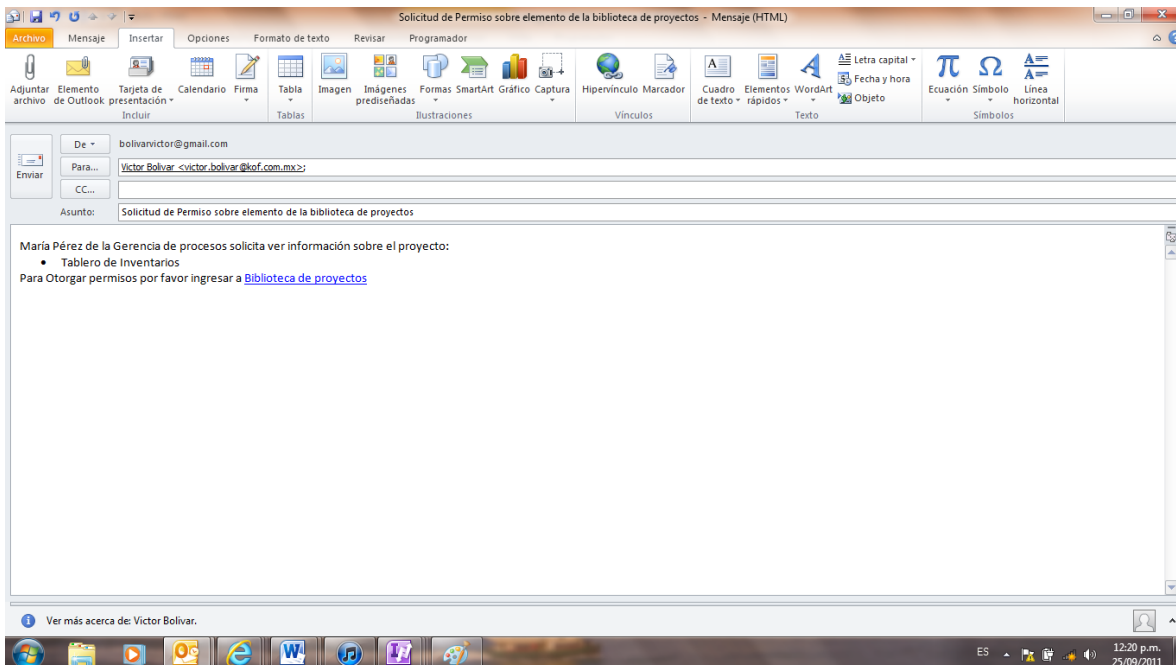 Solicitud de Permiso sobre elemento de la biblioteca de proyectos - Mensaje (HTML)
Archivo Mensaje Insertar Opciones Formato de texto Revisar Programador
Adjuntar archivo
Elemento de Outlook
Tarjeta de presentación
Calendario
Firma
Tabla
Imagen
Imágenes prediseñadas
Formas
SmartArt
Gráfico
Captura
Hipervínculo
Marcador
Cuadro de texto
Elementos rápidos
WordArt
Letra capital
Fecha y hora
Objeto
Ecuación
Símbolo
Línea horizontal
Incluir Tablas Ilustraciones Vínculos Texto Símbolos
Enviar
De bolivarvictor@gmail.com
Para... Victor Bolivar <victor.bolivar@kof.com.mx>;
CC...
Asunto: Solicitud de Permiso sobre elemento de la biblioteca de proyectos
María Pérez de la Gerencia de procesos solicita ver información sobre el proyecto:
• Tablero de Inventarios
Para Otorgar permisos por favor ingresar a Biblioteca de proyectos
Ver más acerca de: Victor Bolivar.
ES
12:20 p.m.
25/09/2011